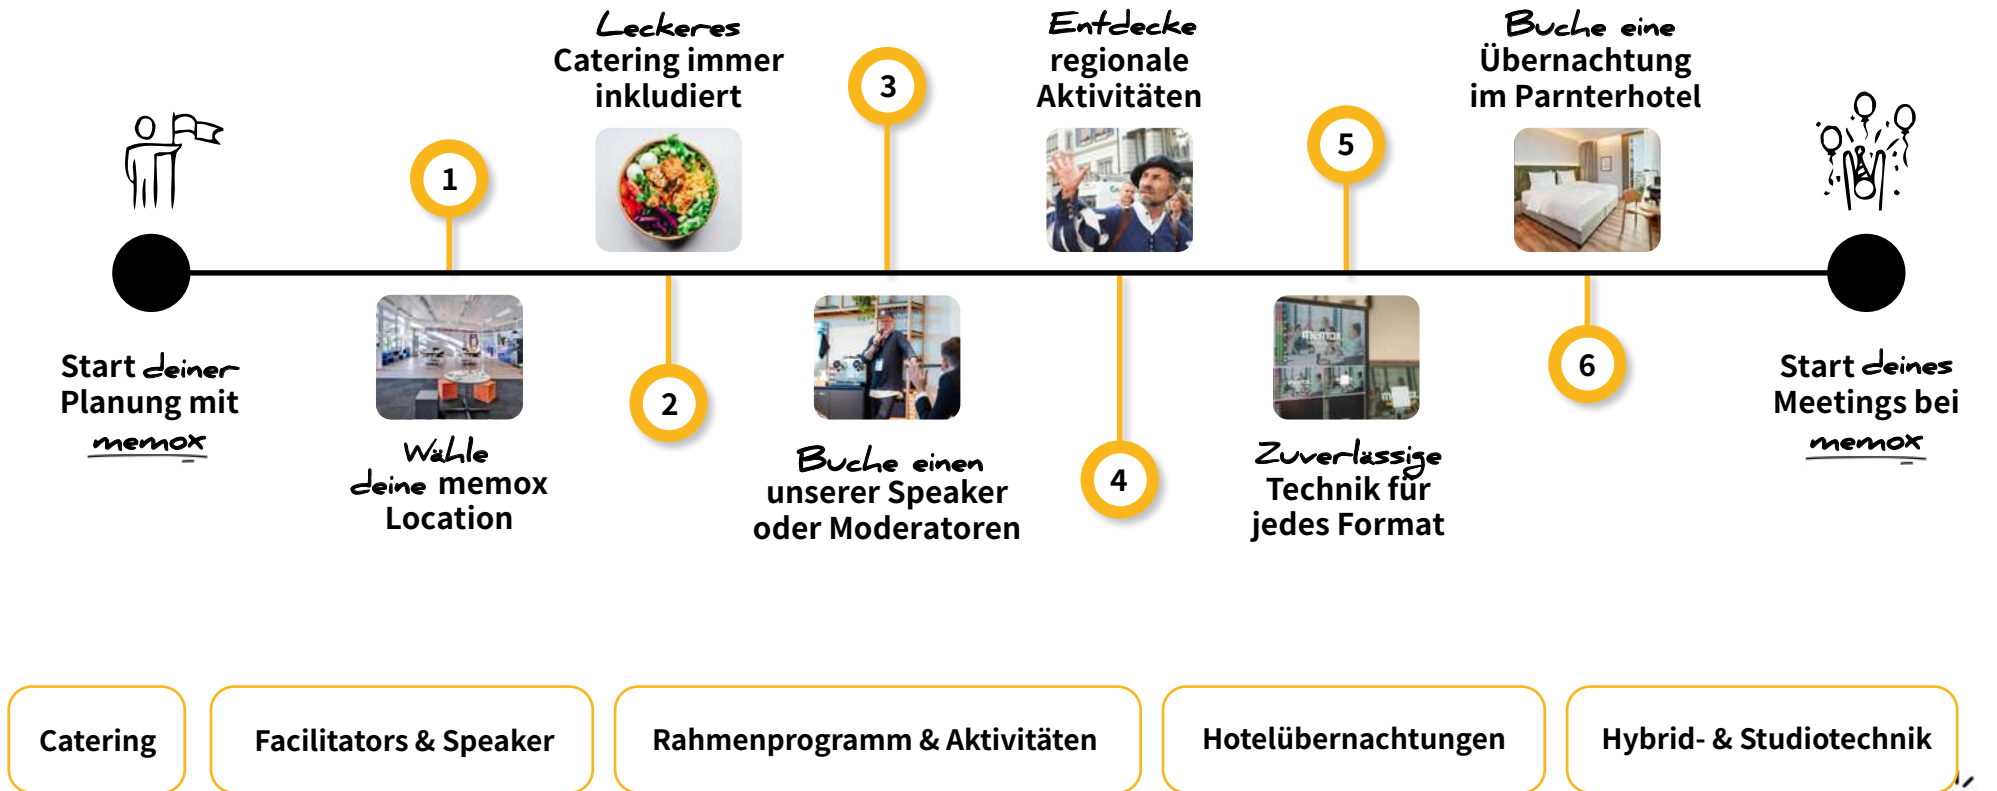 Start deiner
Planung mit
memox
1
Wähle
deine memox
Location
Leckeres
Catering immer
inkludiert
2
3
Buche einen
unserer Speaker
oder Moderatoren
Entdecke
regionale
Aktivitäten
4
5
memox
Zuverlässige
Technik für
jedes Format
Buche eine
Übernachtung
im Parnterhotel
6
Start deines
Meetings bei
memox
Catering
Facilitators & Speaker
Rahmenprogramm & Aktivitäten
Hotelübernachtungen
Hybrid- & Studiotechnik